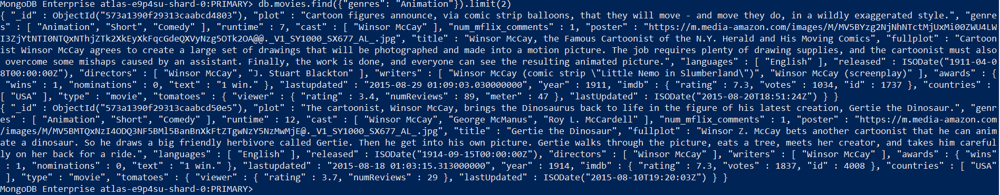 MongoDB Enterprise atlas-e9p4su-shard-0:PRIMARY> db.movies.find({"genres": "Animation"}).limit(2)
{ "_id" : ObjectId("573a1390f29313caabcd4803"), "plot" : "Cartoon figures announce, via comic strip balloons, that they will move - and move they do, in a wildly exaggerated style.", "genre
s" : [ "Animation", "Short", "Comedy" ], "runtime" : 7, "cast" : [ "Winsor McCay" ], "num_mflix_comments" : 1, "poster" : "https://m.media-amazon.com/images/M/MV5BYzg2NjNhNTctMjUxMi00ZWU4LW
I3ZjYtNTI0NTQxNThjZTk2XkEyXkFqcGdeQXVyNzg5OTk2OA@@._V1_SY1000_SX677_AL_.jpg", "title" : "Winsor McCay, the Famous Cartoonist of the N.Y. Herald and His Moving Comics", "fullplot" : "Cartoon
ist Winsor McCay agrees to create a large set of drawings that will be photographed and made into a motion picture. The job requires plenty of drawing supplies, and the cartoonist must also
 overcome some mishaps caused by an assistant. Finally, the work is done, and everyone can see the resulting animated picture.", "languages" : [ "English" ], "released" : ISODate("1911-04-0
8T00:00:00Z"), "directors" : [ "Winsor McCay", "J. Stuart Blackton" ], "writers" : [ "Winsor McCay (comic strip \"Little Nemo in Slumberland\")", "Winsor McCay (screenplay)" ], "awards" : {
 "wins" : 1, "nominations" : 0, "text" : "1 win." }, "lastupdated" : "2015-08-29 01:09:03.030000000", "year" : 1911, "imdb" : { "rating" : 7.3, "votes" : 1034, "id" : 1737 }, "countries" :
[ "USA" ], "type" : "movie", "tomatoes" : { "viewer" : { "rating" : 3.4, "numReviews" : 89, "meter" : 47 }, "lastUpdated" : ISODate("2015-08-20T18:51:24Z") } }
{ "_id" : ObjectId("573a1390f29313caabcd50e5"), "plot" : "The cartoonist, Winsor McCay, brings the Dinosaurus back to life in the figure of his latest creation, Gertie the Dinosaur.", "genr
es" : [ "Animation", "Short", "Comedy" ], "runtime" : 12, "cast" : [ "Winsor McCay", "George McManus", "Roy L. McCardell" ], "num_mflix_comments" : 1, "poster" : "https://m.media-amazon.com
/images/M/MV5BMTQxNzI4ODQ3NF5BMl5BanBnXkFtZTgwNzY5NzMwMjE@._V1_SY1000_SX677_AL_.jpg", "title" : "Gertie the Dinosaur", "fullplot" : "Winsor Z. McCay bets another cartoonist that he can anim
ate a dinosaur. So he draws a big friendly herbivore called Gertie. Then he get into his own picture. Gertie walks through the picture, eats a tree, meets her creator, and takes him careful
ly on her back for a ride.", "languages" : [ "English" ], "released" : ISODate("1914-09-15T00:00:00Z"), "directors" : [ "Winsor McCay" ], "writers" : [ "Winsor McCay" ], "awards" : { "wins"
 : 1, "nominations" : 0, "text" : "1 win." }, "lastupdated" : "2015-08-18 01:03:15.313000000", "year" : 1914, "imdb" : { "rating" : 7.3, "votes" : 1837, "id" : 4008 }, "countries" : [ "USA"
 ], "type" : "movie", "tomatoes" : { "viewer" : { "rating" : 3.7, "numReviews" : 29 }, "lastUpdated" : ISODate("2015-08-10T19:20:03Z") } }
MongoDB Enterprise atlas-e9p4su-shard-0:PRIMARY>